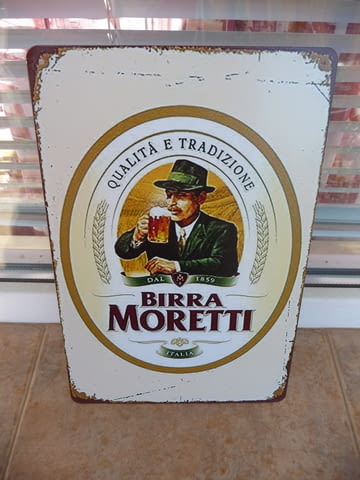 QUALITÀ E TRADIZIONE
DAL 1859
BIRRA
MORETTI
ITALIA